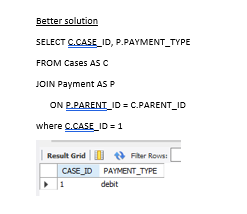 Better solution
SELECT C.CASE_ID, P.PAYMENT_TYPE
FROM Cases AS C
JOIN Payment AS P
ON P.PARENT_ID = C.PARENT_ID
where C.CASE_ID = 1
Result Grid Filter Rows:
CASE_ID PAYMENT_TYPE
1 debit